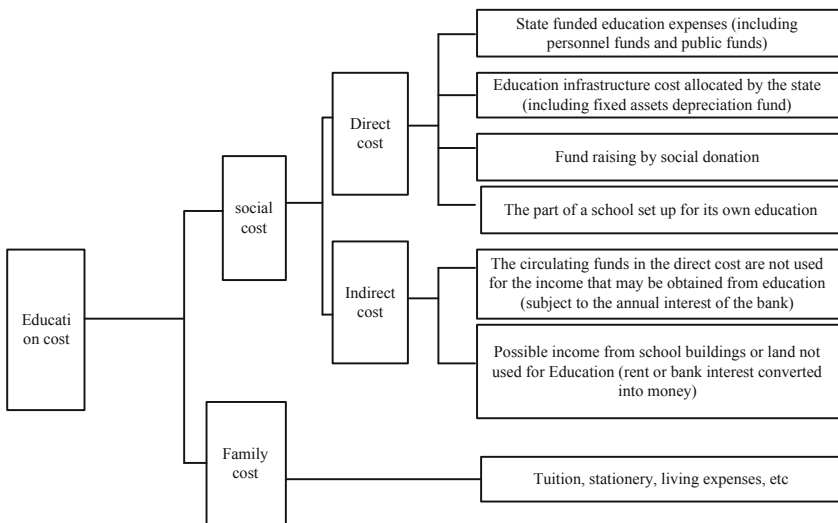 State funded education expenses (including
personnel funds and public funds)
Education infrastructure cost allocated by the state
(including fixed assets depreciation fund)
Direct
cost
Fund raising by social donation
social
cost
The part of a school set up for its own education
The circulating funds in the direct cost are not used
for the income that may be obtained from education
(subject to the annual interest of the bank)
Indirect
cost
Educati
on cost
Possible income from school buildings or land not
used for Education (rent or bank interest converted
into money)
Family
cost
Tuition, stationery, living expenses, etc